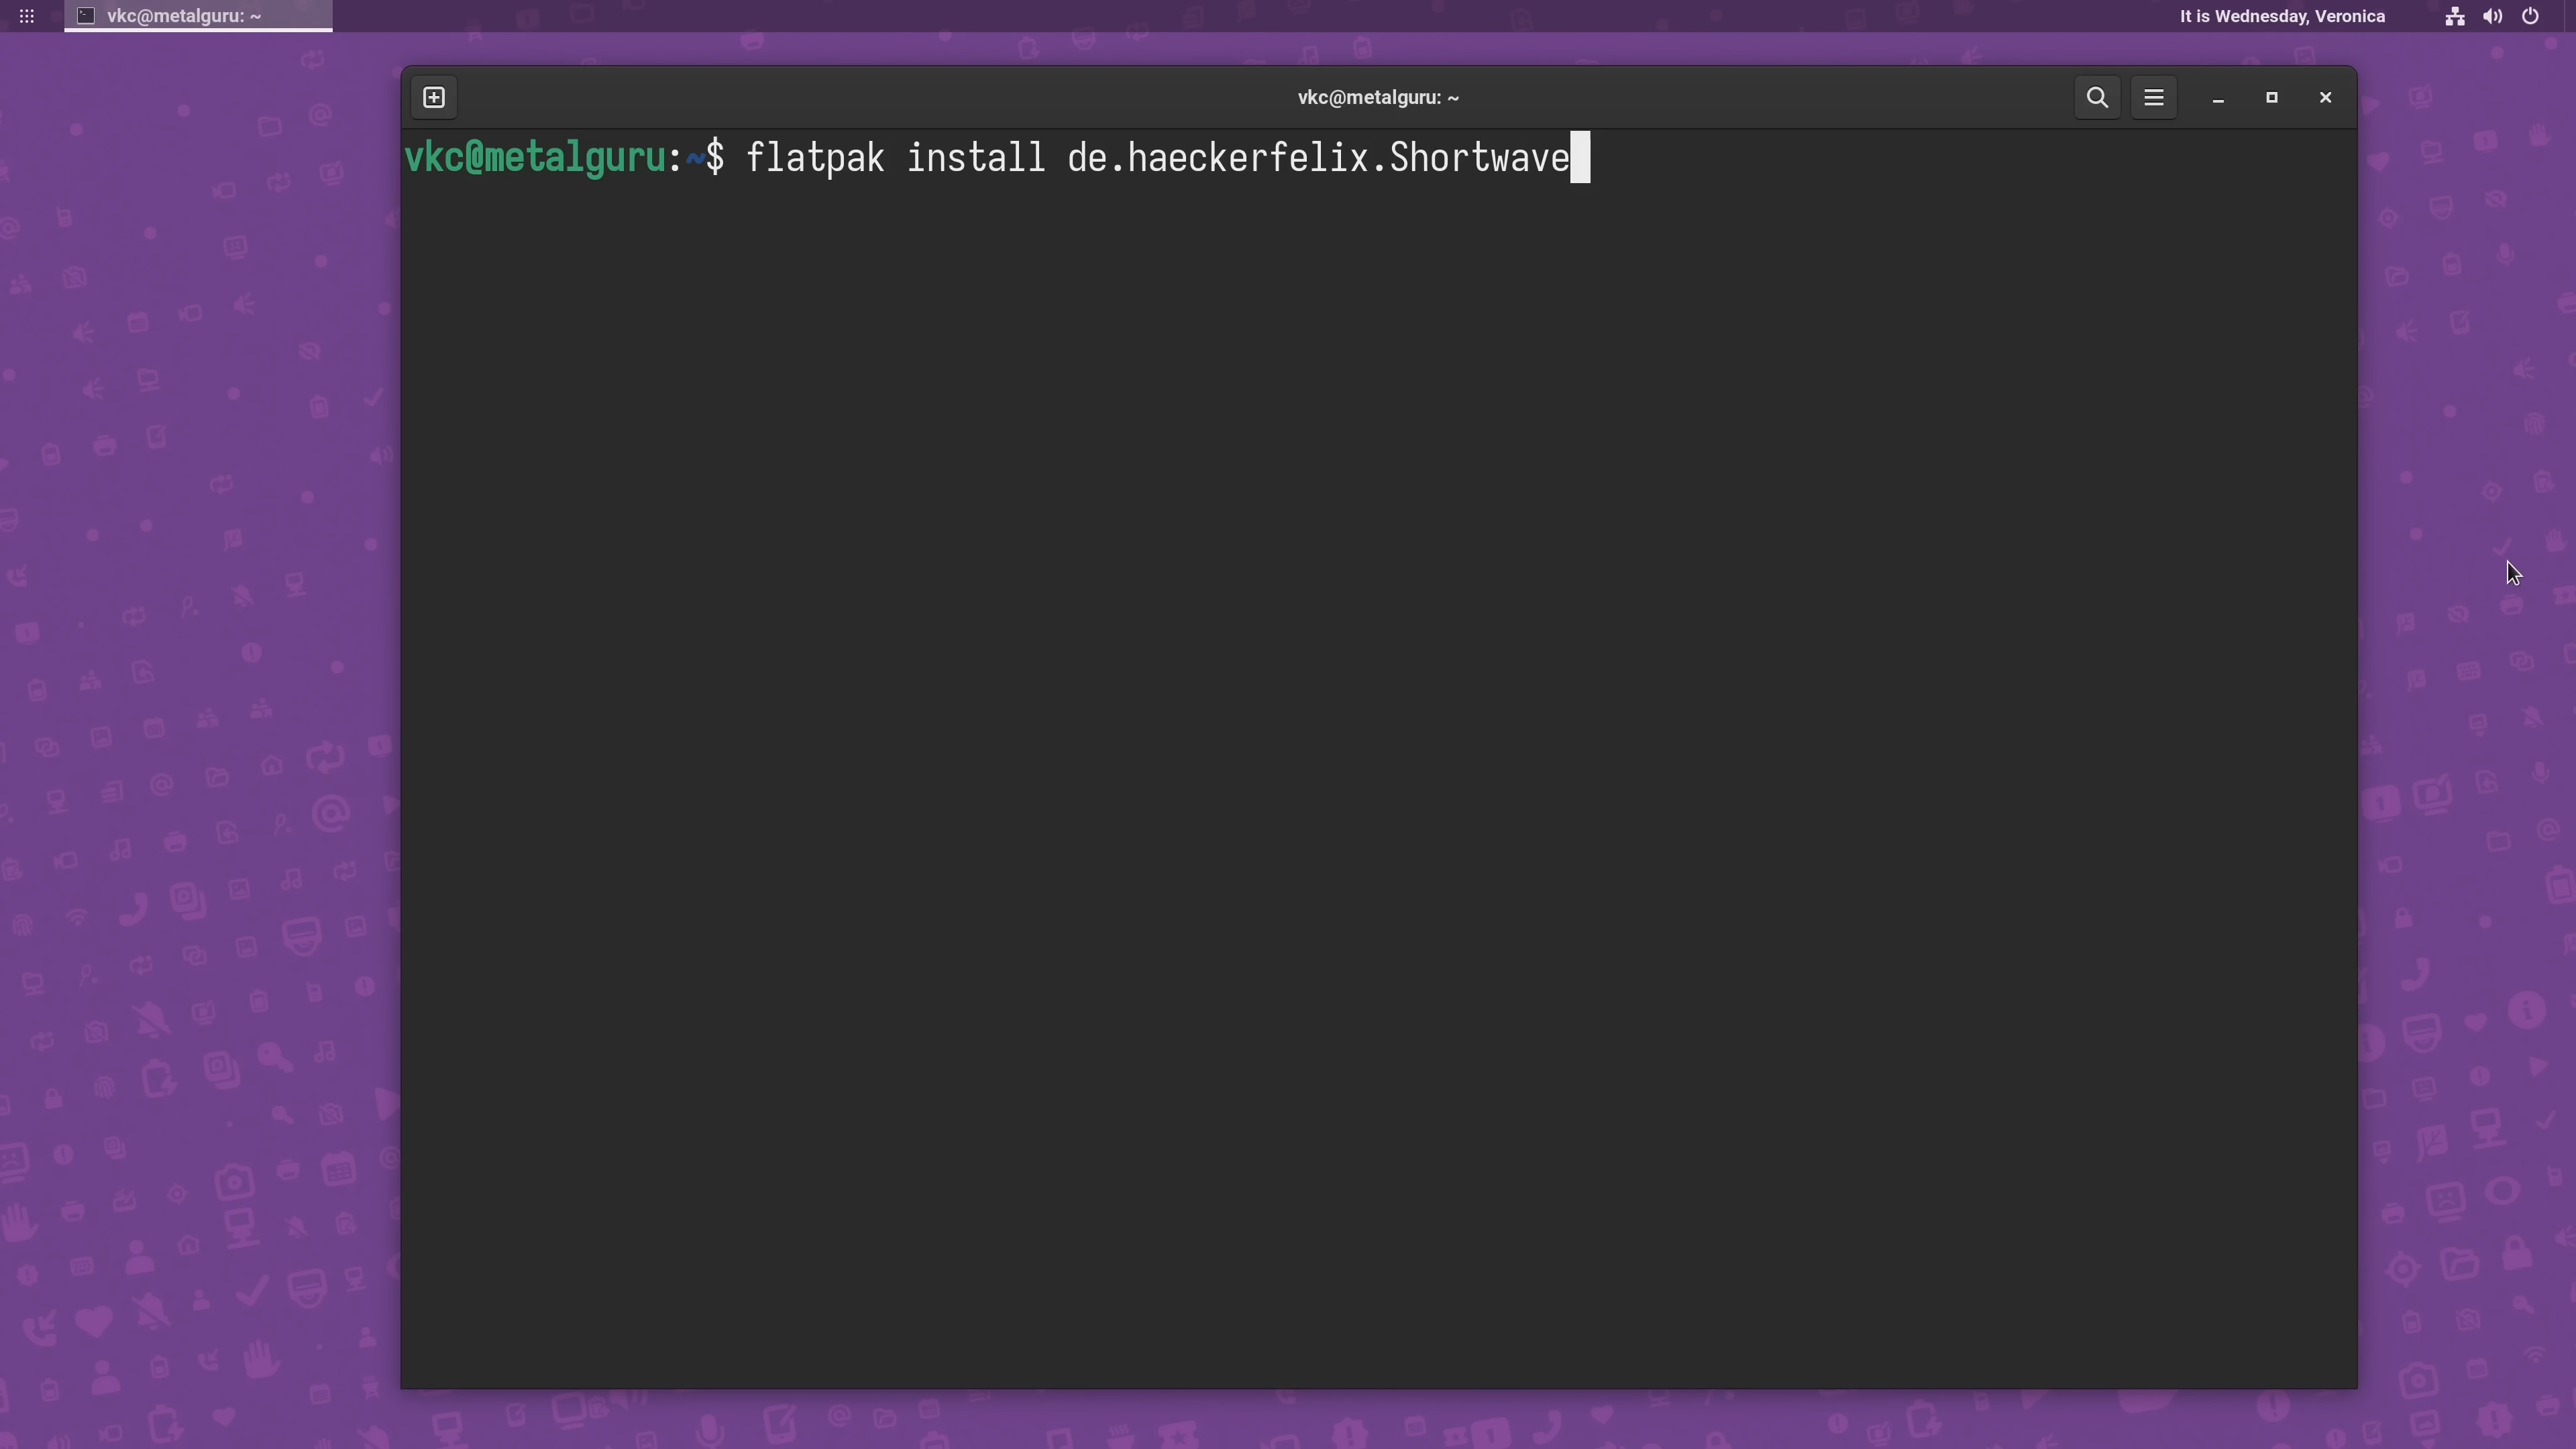 vkc@metalguru: ~
It is Wednesday, Veronica
vkc@metalguru: ~
vkc@metalguru:~$ flatpak install de.haeckerfelix.Shortwave